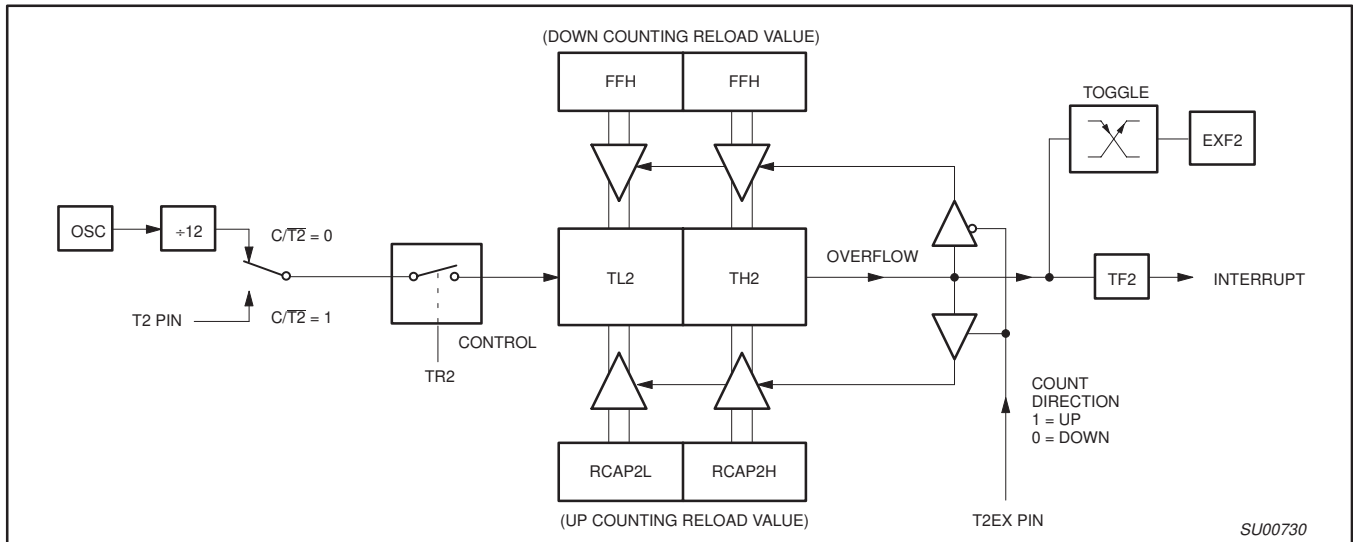 (DOWN COUNTING RELOAD VALUE)
FFH
FFH
TOGGLE
EXF2
OSC
÷12
C/T2 = 0
TL2
TH2
OVERFLOW
TF2
INTERRUPT
T2 PIN
C/T2 = 1
CONTROL
TR2
COUNT
DIRECTION
1 = UP
0 = DOWN
RCAP2L
RCAP2H
(UP COUNTING RELOAD VALUE)
T2EX PIN
SU00730